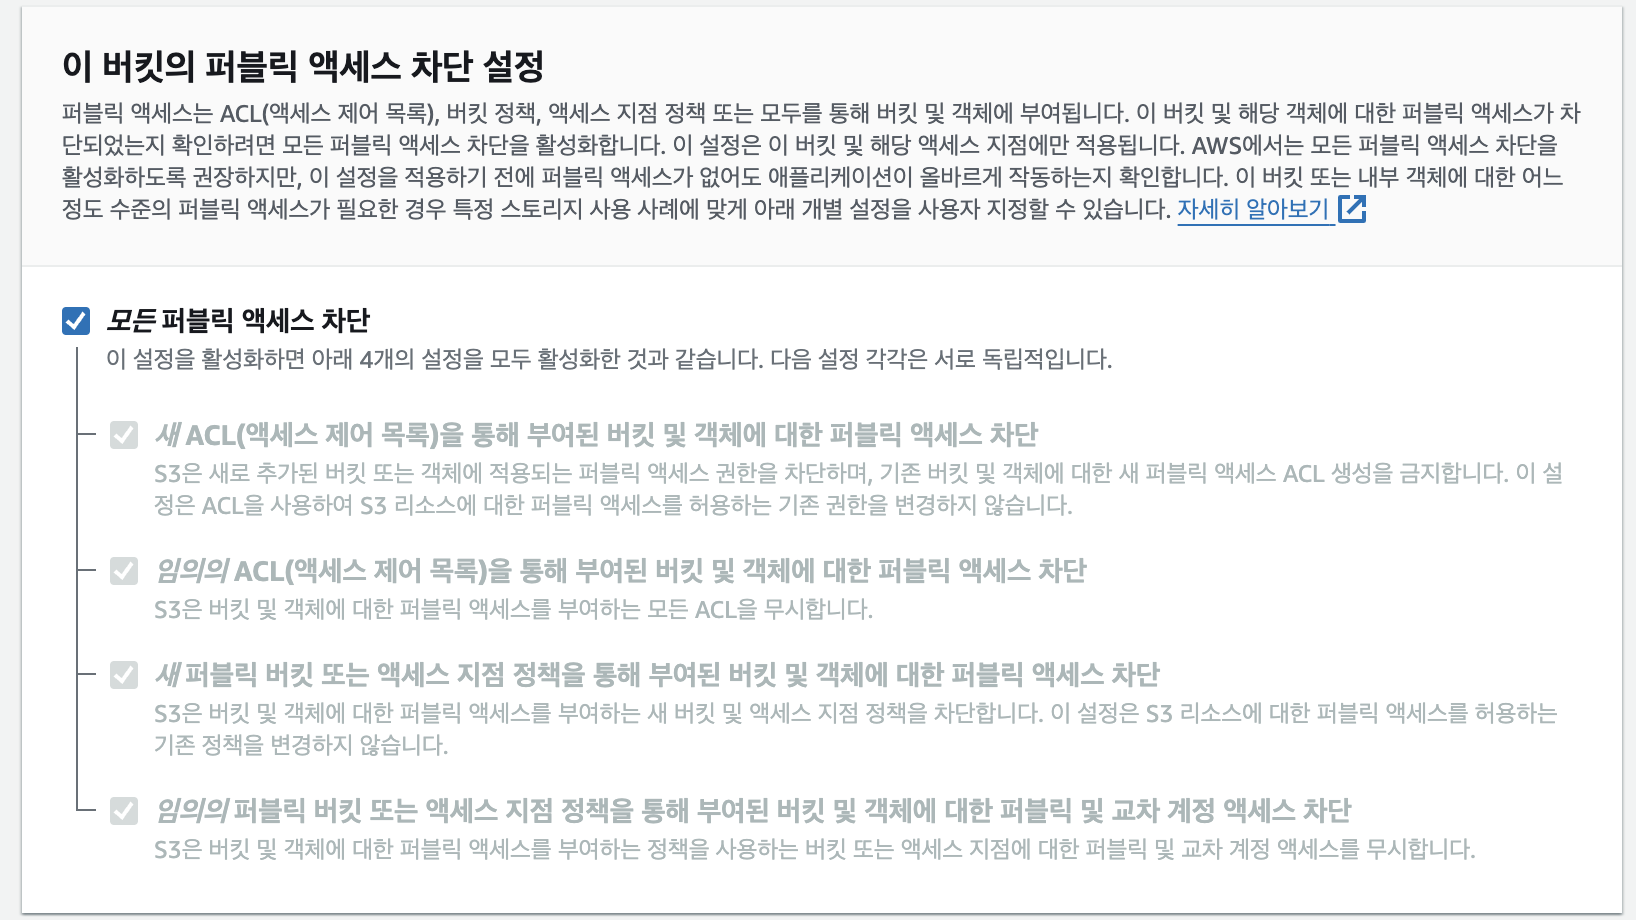 이 버킷의 퍼블릭 액세스 차단 설정
퍼블릭 액세스는 ACL(액세스 제어 목록), 버킷 정책, 액세스 지점 정책 또는 모두를 통해 버킷 및 객체에 부여됩니다. 이 버킷 및 해당 객체에 대한 퍼블릭 액세스가 차
단되었는지 확인하려면 모든 퍼블릭 액세스 차단을 활성화합니다. 이 설정은 이 버킷 및 해당 액세스 지점에만 적용됩니다. AWS에서는 모든 퍼블릭 액세스 차단을
활성화하도록 권장하지만, 이 설정을 적용하기 전에 퍼블릭 액세스가 없어도 애플리케이션이 올바르게 작동하는지 확인합니다. 이 버킷 또는 내부 객체에 대한 어느
정도 수준의 퍼블릭 액세스가 필요한 경우 특정 스토리지 사용 사례에 맞게 아래 개별 설정을 사용자 지정할 수 있습니다. 자세히 알아보기
모든 퍼블릭 액세스 차단
이 설정을 활성화하면 아래 4개의 설정을 모두 활성화한 것과 같습니다. 다음 설정 각각은 서로 독립적입니다.
새 ACL(액세스 제어 목록)을 통해 부여된 버킷 및 객체에 대한 퍼블릭 액세스 차단
S3은 새로 추가된 버킷 또는 객체에 적용되는 퍼블릭 액세스 권한을 차단하며, 기존 버킷 및 객체에 대한 새 퍼블릭 액세스 ACL 생성을 금지합니다. 이 설
정은 ACL을 사용하여 S3 리소스에 대한 퍼블릭 액세스를 허용하는 기존 권한을 변경하지 않습니다.
임의의 ACL(액세스 제어 목록)을 통해 부여된 버킷 및 객체에 대한 퍼블릭 액세스 차단
S3은 버킷 및 객체에 대한 퍼블릭 액세스를 부여하는 모든 ACL을 무시합니다.
새 퍼블릭 버킷 또는 액세스 지점 정책을 통해 부여된 버킷 및 객체에 대한 퍼블릭 액세스 차단
S3은 버킷 및 객체에 대한 퍼블릭 액세스를 부여하는 새 버킷 및 액세스 지점 정책을 차단합니다. 이 설정은 S3 리소스에 대한 퍼블릭 액세스를 허용하는
기존 정책을 변경하지 않습니다.
임의의 퍼블릭 버킷 또는 액세스 지점 정책을 통해 부여된 버킷 및 객체에 대한 퍼블릭 및 교차 계정 액세스 차단
S3은 버킷 및 객체에 대한 퍼블릭 액세스를 부여하는 정책을 사용하는 버킷 또는 액세스 지점에 대한 퍼블릭 및 교차 계정 액세스를 무시합니다.